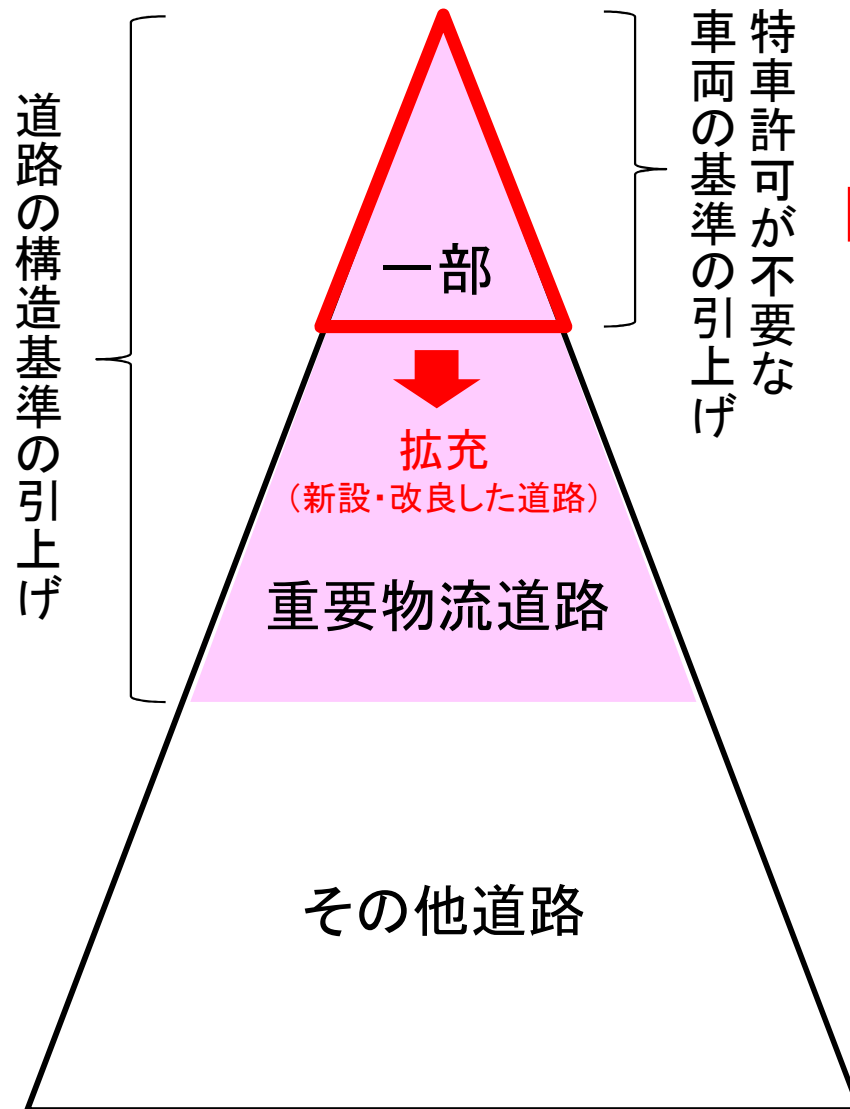 道路の構造基準の引上げ
特車許可が不要な
車両の基準の引上げ
一部
拡充
（新設・改良した道路）
重要物流道路
その他道路